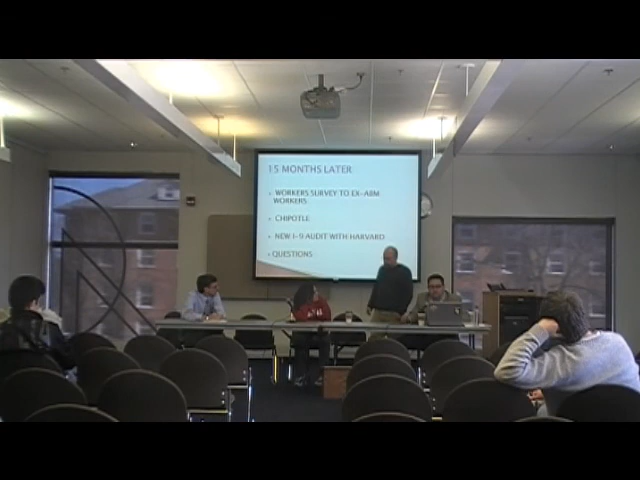 15 MONTHS LATER
WORKERS SURVEY TO EX-ABM
WORKERS
CHIPOTLE
NEW I-9 AUDIT WITH HARVARD
QUESTIONS